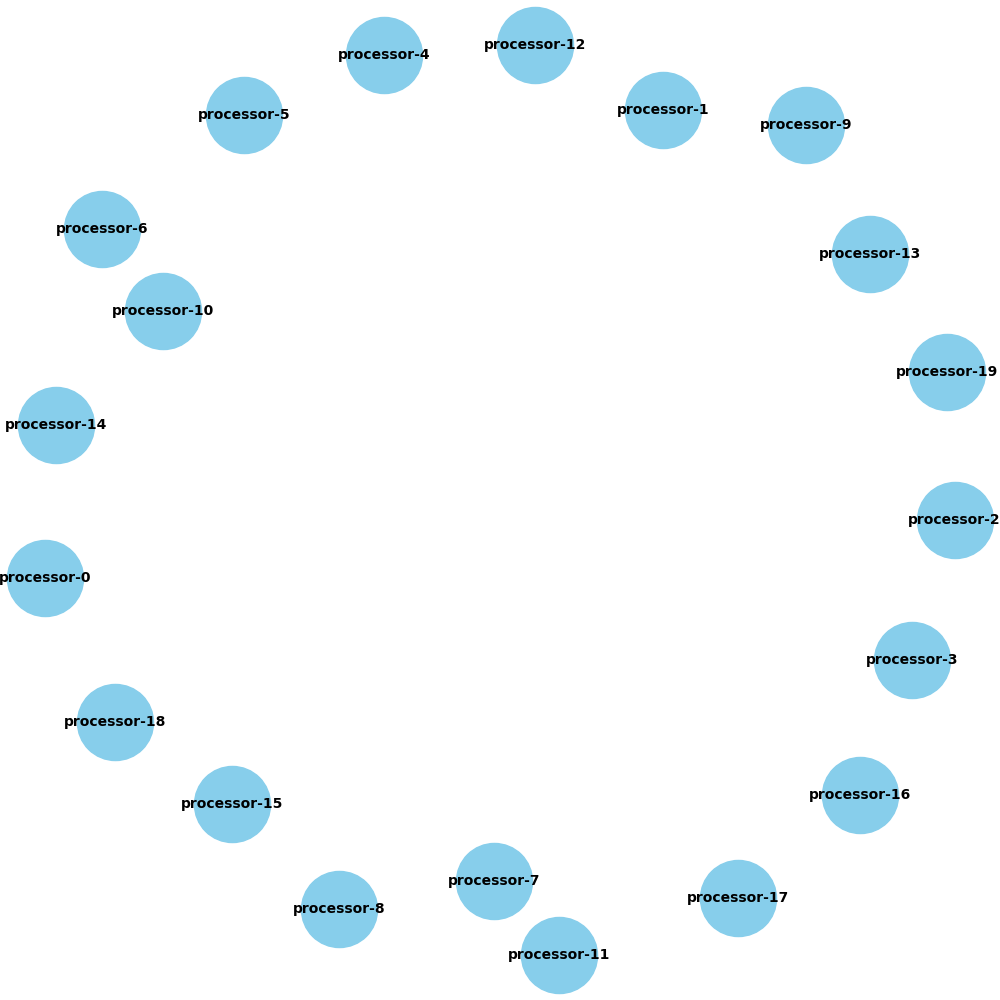 processor-12
processor-4
processor-1
processor-5
processor-9
processor-6
processor-13
processor-10
processor-19
processor-14
processor-2
processor-0
processor-3
processor-18
processor-16
processor-15
processor-7
processor-17
processor-8
processor-11